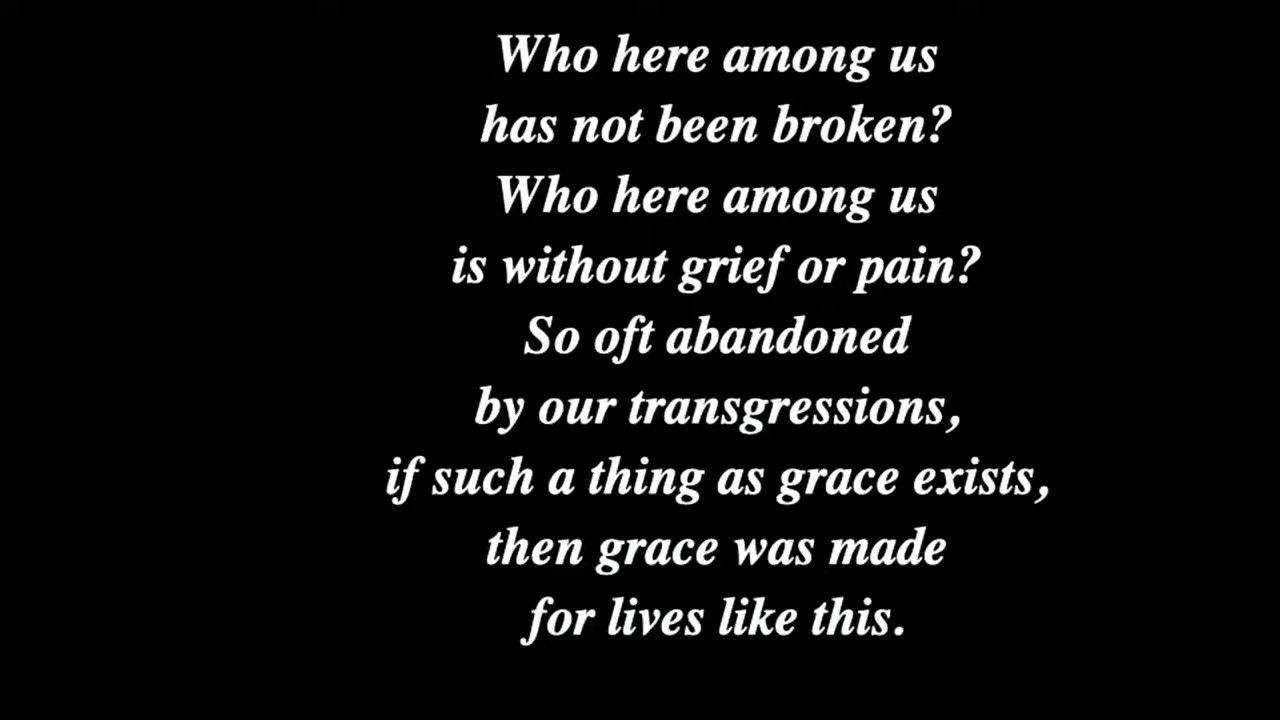 Who here among us
has not been broken?
Who here among us
is without grief or pain?
So oft abandoned
by our transgressions,
if such a thing as grace exists,
then grace was made
for lives like this.